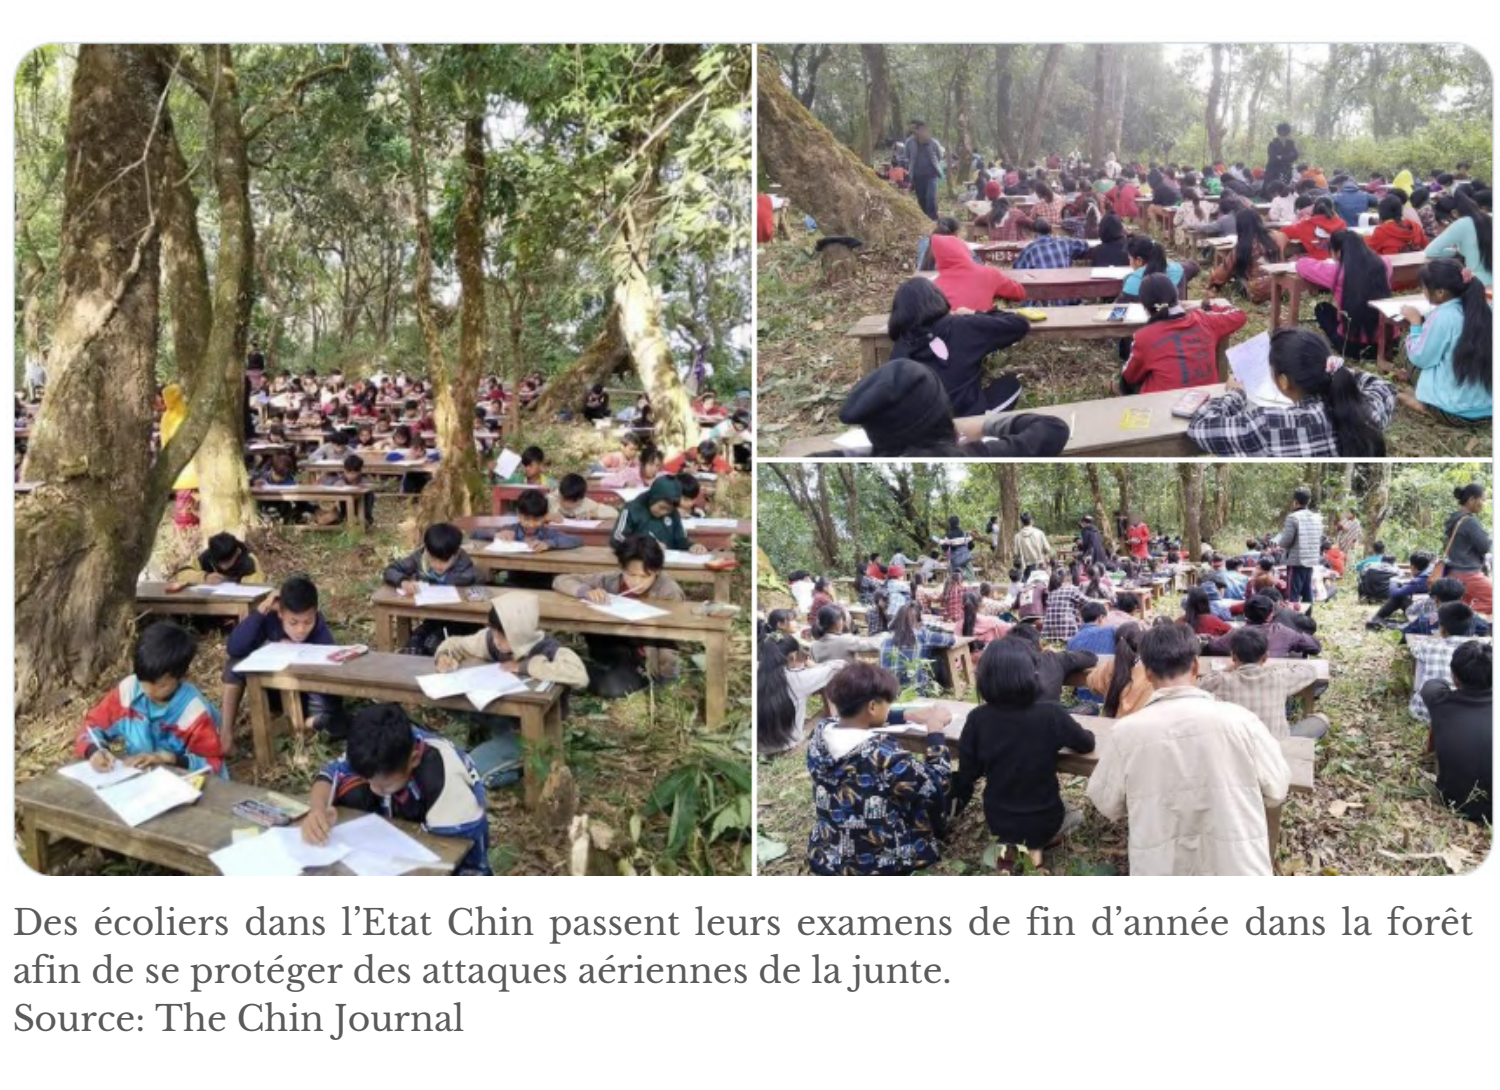 Des écoliers dans l’Etat Chin passent leurs examens de fin d’année dans la forêt
afin de se protéger des attaques aériennes de la junte.
Source: The Chin Journal